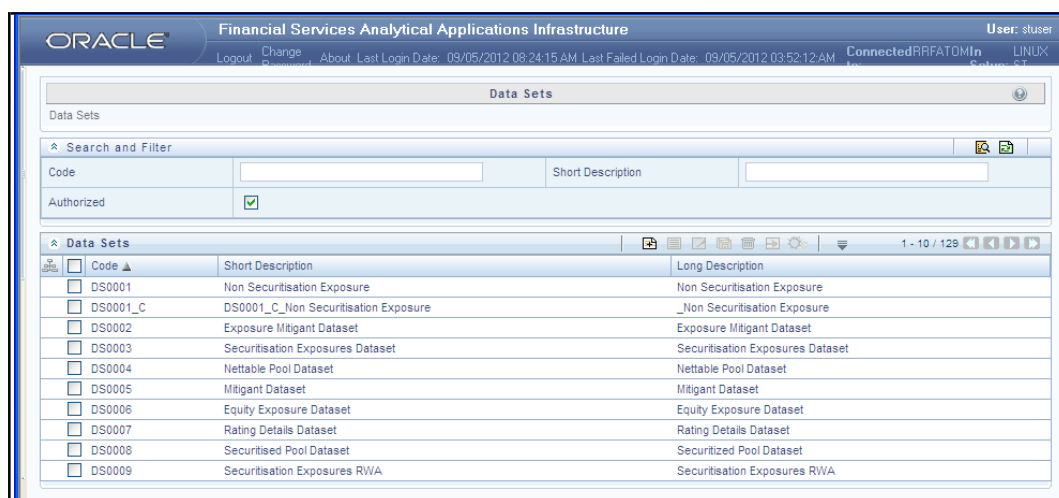 ORACLE
Financial Services Analytical Applications Infrastructure
User: stuser
Logout Change About Last Login Date: 09/05/2012 08:24:15 AM Last Failed Login Date: 09/05/2012 03:52:12:AM Connected RRFATOM In LINUX
Data Sets
Data Sets
Search and Filter
Code
Short Description
Authorized
Data Sets
1 - 10 / 129
Code Short Description Long Description
DS0001 Non Securitisation Exposure Non Securitisation Exposure
DS0001_C DS0001_C_Non Securitisation Exposure _Non Securitisation Exposure
DS0002 Exposure Mitigant Dataset Exposure Mitigant Dataset
DS0003 Securitisation Exposures Dataset Securitisation Exposures Dataset
DS0004 Nettable Pool Dataset Nettable Pool Dataset
DS0005 Mitigant Dataset Mitigant Dataset
DS0006 Equity Exposure Dataset Equity Exposure Dataset
DS0007 Rating Details Dataset Rating Details Dataset
DS0008 Securitised Pool Dataset Securitized Pool Dataset
DS0009 Securitisation Exposures RWA Securitisation Exposures RWA